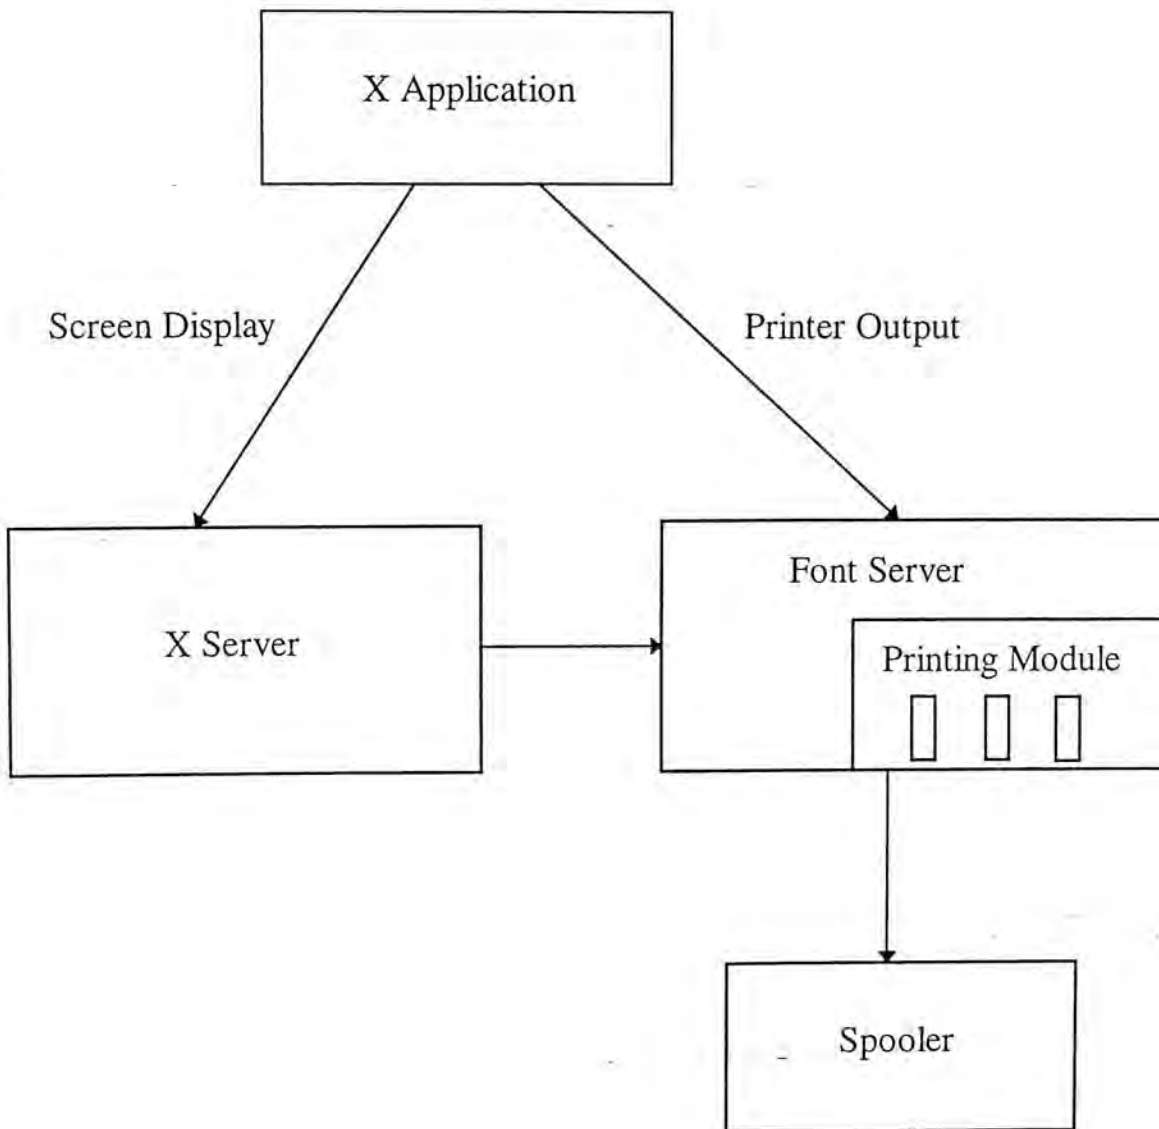 X Application
Screen Display
Printer Output
Font Server
X Server
Printing Module
Spooler